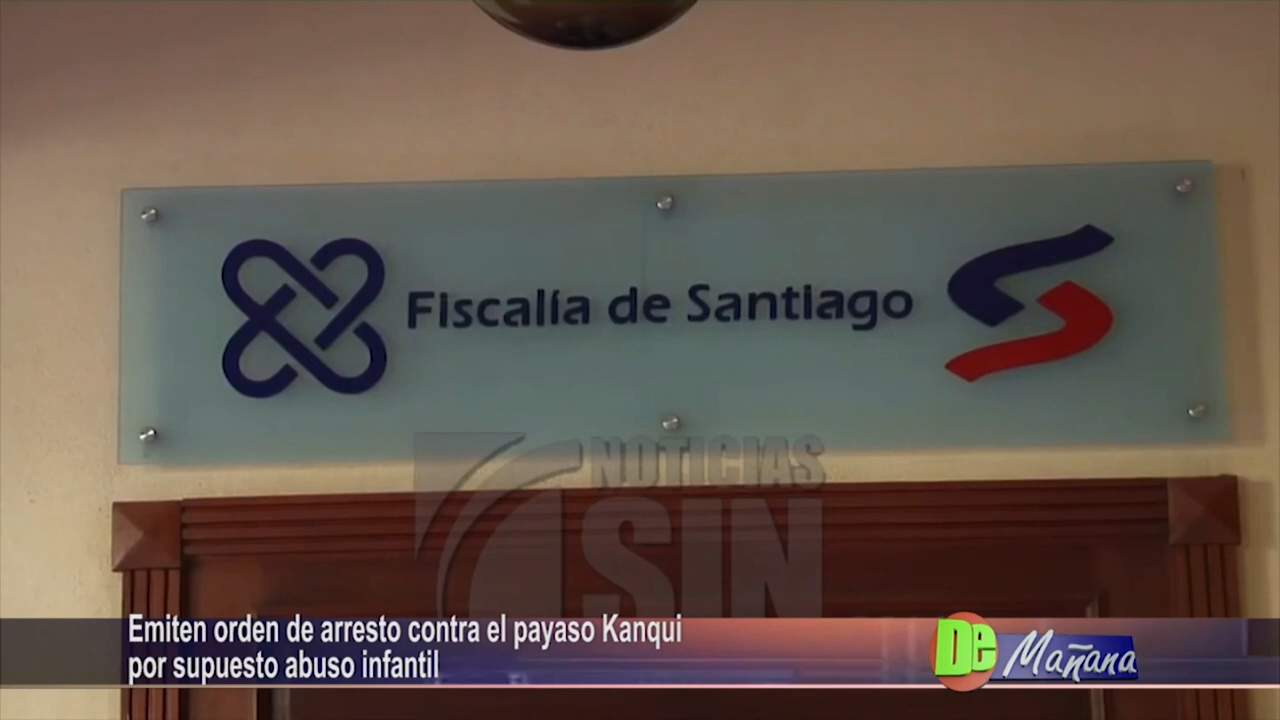 Fiscalía de Santiago
NOTICIAS
SIN
Emiten orden de arresto contra el payaso Kanqui
por supuesto abuso infantil
De Mañana